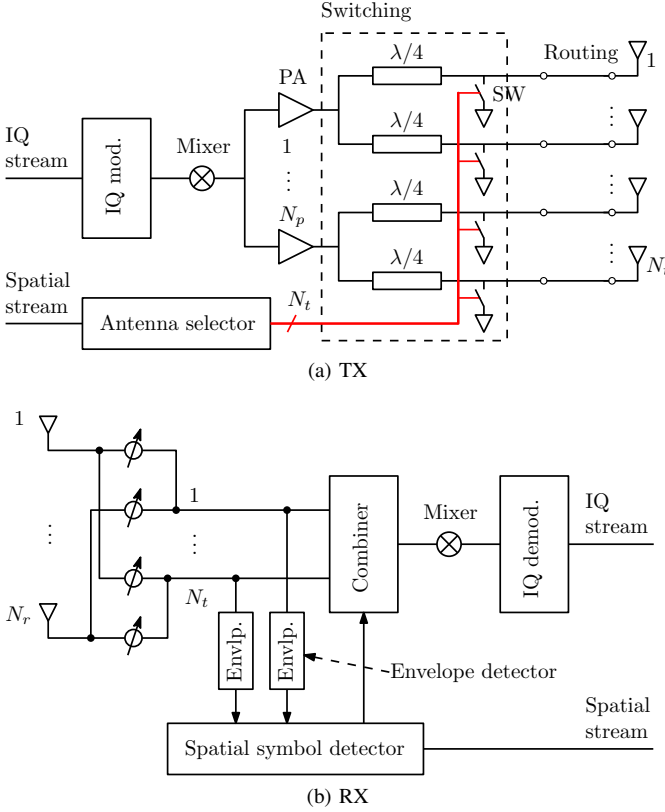 Switching
λ/4
Routing
1
PA
SW
IQ
stream
IQ mod.
Mixer
λ/4
1
⋮
⋮
λ/4
⋮
N_p
λ/4
⋮
N_t
Spatial
stream
Antenna selector
N_t
(a) TX
1
1
⋮
⋮
N_t
N_r
Combiner
Mixer
IQ demod.
IQ
stream
Envlp.
Envlp.
Envelope detector
Spatial symbol detector
Spatial
stream
(b) RX